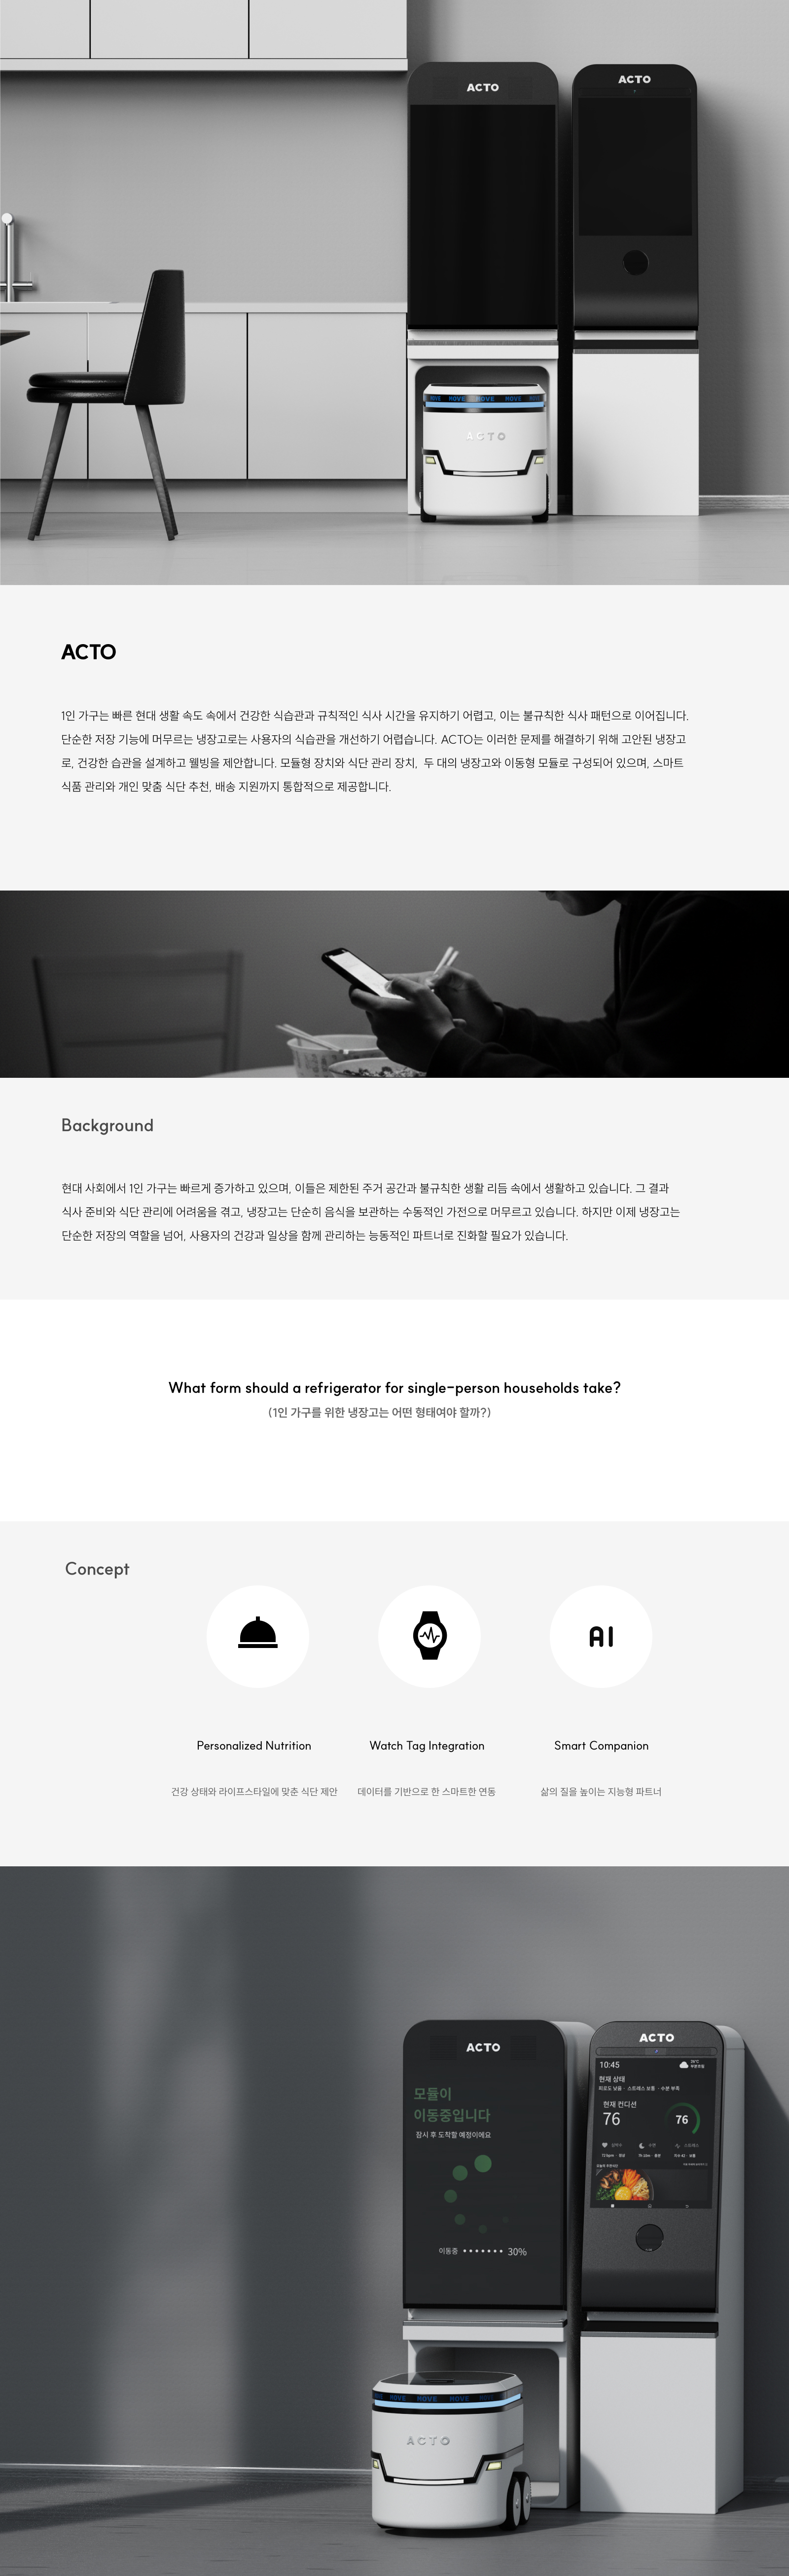 ACTO
ACTO
MOVE MOVE MOVE MOVE MOVE
ACTO
ACTO
1인 가구는 빠른 현대 생활 속도 속에서 건강한 식습관과 규칙적인 식사 시간을 유지하기 어렵고, 이는 불규칙한 식사 패턴으로 이어집니다.
단순한 저장 기능에 머무르는 냉장고로는 사용자의 식습관을 개선하기 어렵습니다. ACTO는 이러한 문제를 해결하기 위해 고안된 냉장고
로, 건강한 습관을 설계하고 웰빙을 제안합니다. 모듈형 장치와 식단 관리 장치, 두 대의 냉장고와 이동형 모듈로 구성되어 있으며, 스마트
식품 관리와 개인 맞춤 식단 추천, 배송 지원까지 통합적으로 제공합니다.
Background
현대 사회에서 1인 가구는 빠르게 증가하고 있으며, 이들은 제한된 주거 공간과 불규칙한 생활 리듬 속에서 생활하고 있습니다. 그 결과
식사 준비와 식단 관리에 어려움을 겪고, 냉장고는 단순히 음식을 보관하는 수동적인 가전으로 머무르고 있습니다. 하지만 이제 냉장고는
단순한 저장의 역할을 넘어, 사용자의 건강과 일상을 함께 관리하는 능동적인 파트너로 진화할 필요가 있습니다.
What form should a refrigerator for single-person households take?
(1인 가구를 위한 냉장고는 어떤 형태여야 할까?)
Concept
AI
Personalized Nutrition
Watch Tag Integration
Smart Companion
건강 상태와 라이프스타일에 맞춘 식단 제안
데이터를 기반으로 한 스마트한 연동
삶의 질을 높이는 지능형 파트너
ACTO
모듈이
이동중입니다
잠시 후 도착할 예정이에요
이동중 30%
ACTO
10:45
현재 상태
피로도 낮음 · 스트레스 보통 · 수분 부족
현재 컨디션
76
76
MOVE MOVE MOVE MOVE
ACTO